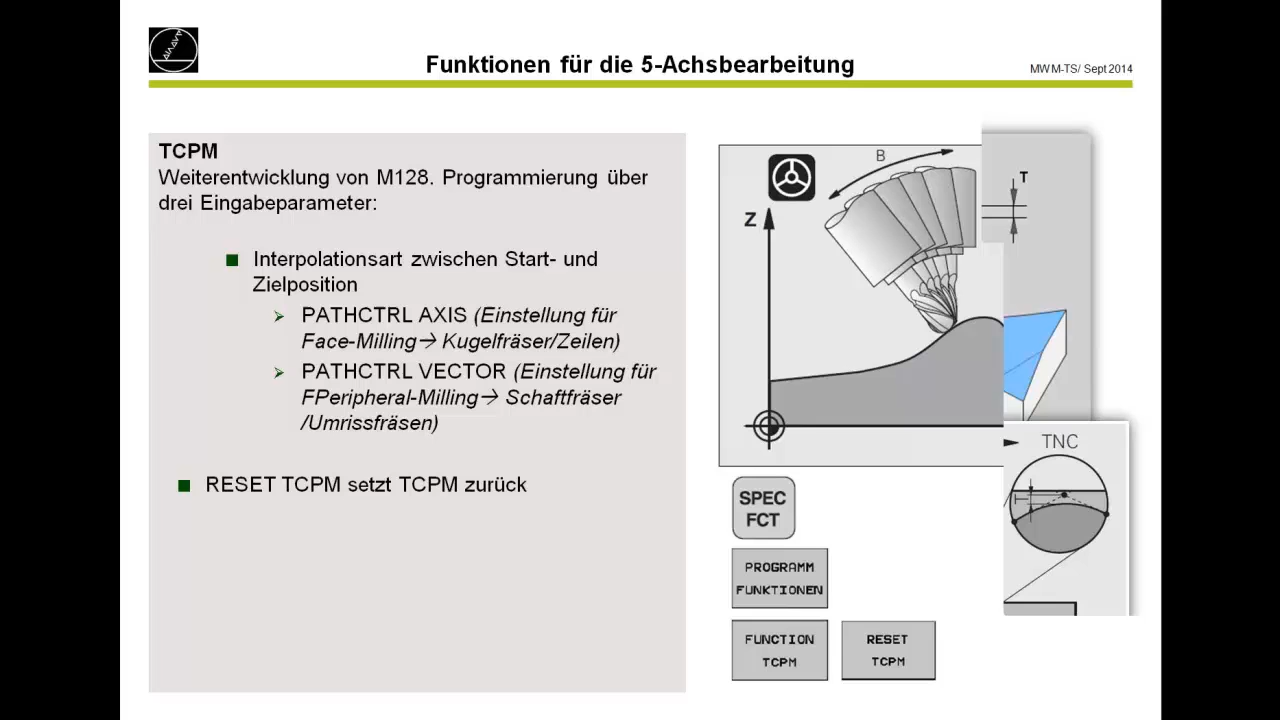 Funktionen für die 5-Achsbearbeitung
MWM-TS/ Sept 2014
TCPM
Weiterentwicklung von M128. Programmierung über
drei Eingabeparameter:
Interpolationsart zwischen Start- und
Zielposition
PATHCTRL AXIS (Einstellung für
Face-Milling→ Kugelfräser/Zeilen)
PATHCTRL VECTOR (Einstellung für
FPeripheral-Milling→ Schaftfräser
/Umrissfräsen)
RESET TCPM setzt TCPM zurück
B
Z
T
TNC
T
SPEC
FCT
PROGRAMM
FUNKTIONEN
FUNCTION
TCPM
RESET
TCPM